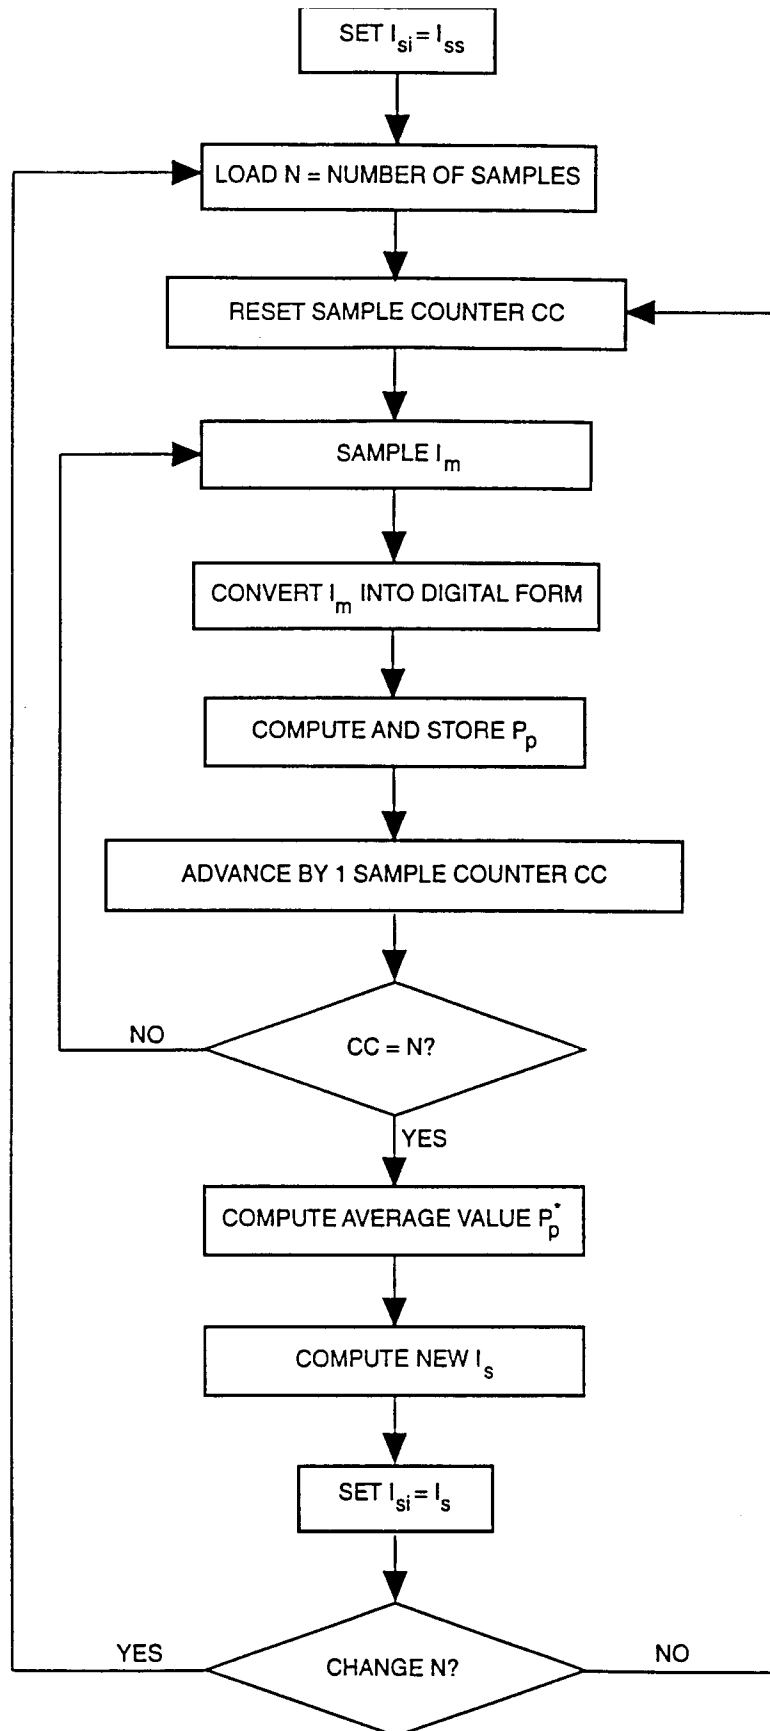 SET I_si = I_ss
LOAD N = NUMBER OF SAMPLES
RESET SAMPLE COUNTER CC
SAMPLE I_m
CONVERT I_m INTO DIGITAL FORM
COMPUTE AND STORE P_p
ADVANCE BY 1 SAMPLE COUNTER CC
NO
CC = N?
YES
COMPUTE AVERAGE VALUE P_p^*
COMPUTE NEW I_s
SET I_si = I_s
YES
CHANGE N?
NO